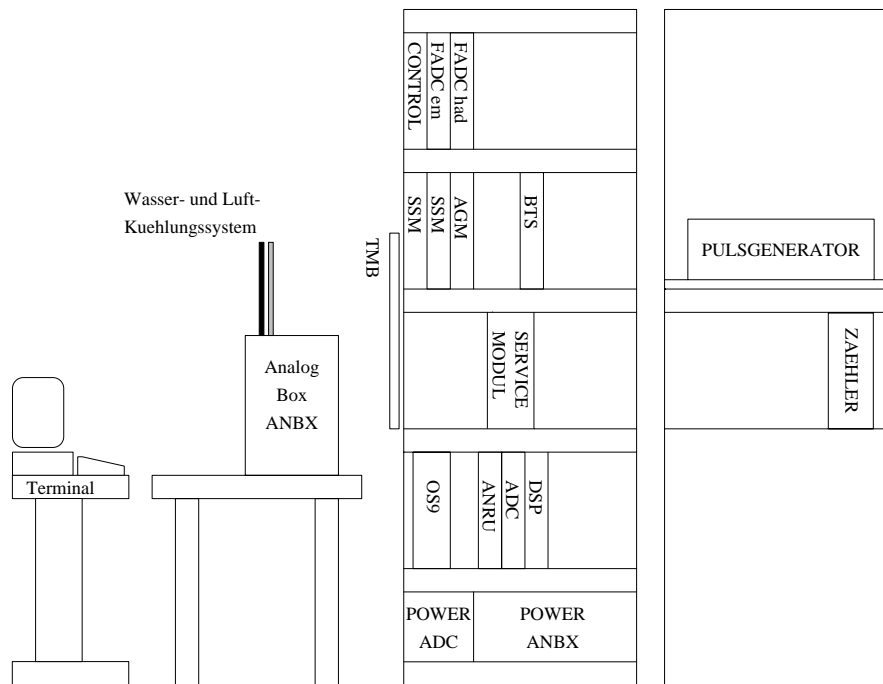 CONTROL
FADC em
FADC had
Wasser- und Luft-
Kuehlungssystem
SSM
SSM
AGM
BTS
TMB
PULSGENERATOR
Analog
Box
ANBX
SERVICE
MODUL
ZAEHLER
Terminal
OS9
ANRU
ADC
DSP
POWER
ADC
POWER
ANBX